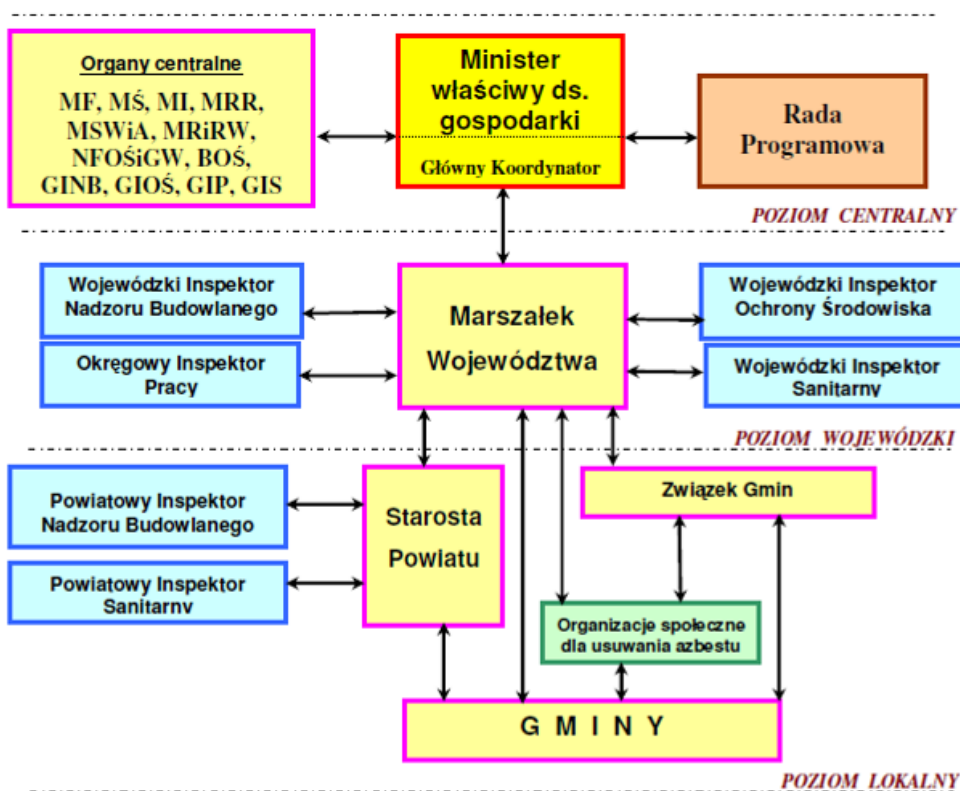 Organy centralne
MF, MŚ, MI, MRR,
MSWiA, MRiRW,
NFOŚiGW, BOŚ,
GINB, GIOŚ, GIP, GIS
Minister
właściwy ds.
gospodarki
Główny Koordynator
Rada
Programowa
POZIOM CENTRALNY
Wojewódzki Inspektor
Nadzoru Budowlanego
Okręgowy Inspektor
Pracy
Marszałek
Województwa
Wojewódzki Inspektor
Ochrony Środowiska
Wojewódzki Inspektor
Sanitarny
POZIOM WOJEWÓDZKI
Powiatowy Inspektor
Nadzoru Budowlanego
Powiatowy Inspektor
Sanitarny
Starosta
Powiatu
Związek Gmin
Organizacje społeczne
dla usuwania azbestu
G M I N Y
POZIOM LOKALNY